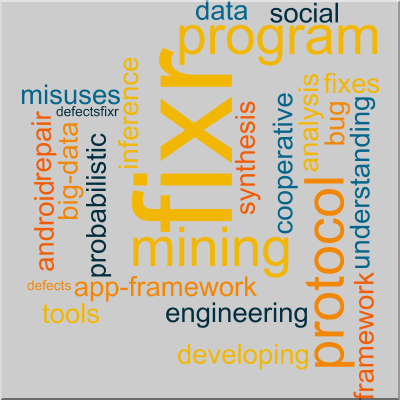 data
social
program
fixr
misuses
defectsfixr
inference
fixes
analysis
bug
understanding
cooperative
synthesis
androidrepair
big-data
probabilistic
mining
protocol
defects
app-framework
framework
tools
engineering
developing